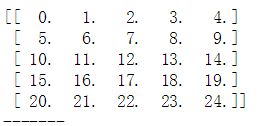 [[  0.   1.   2.   3.   4.]
 [  5.   6.   7.   8.   9.]
 [ 10.  11.  12.  13.  14.]
 [ 15.  16.  17.  18.  19.]
 [ 20.  21.  22.  23.  24.]]
-------